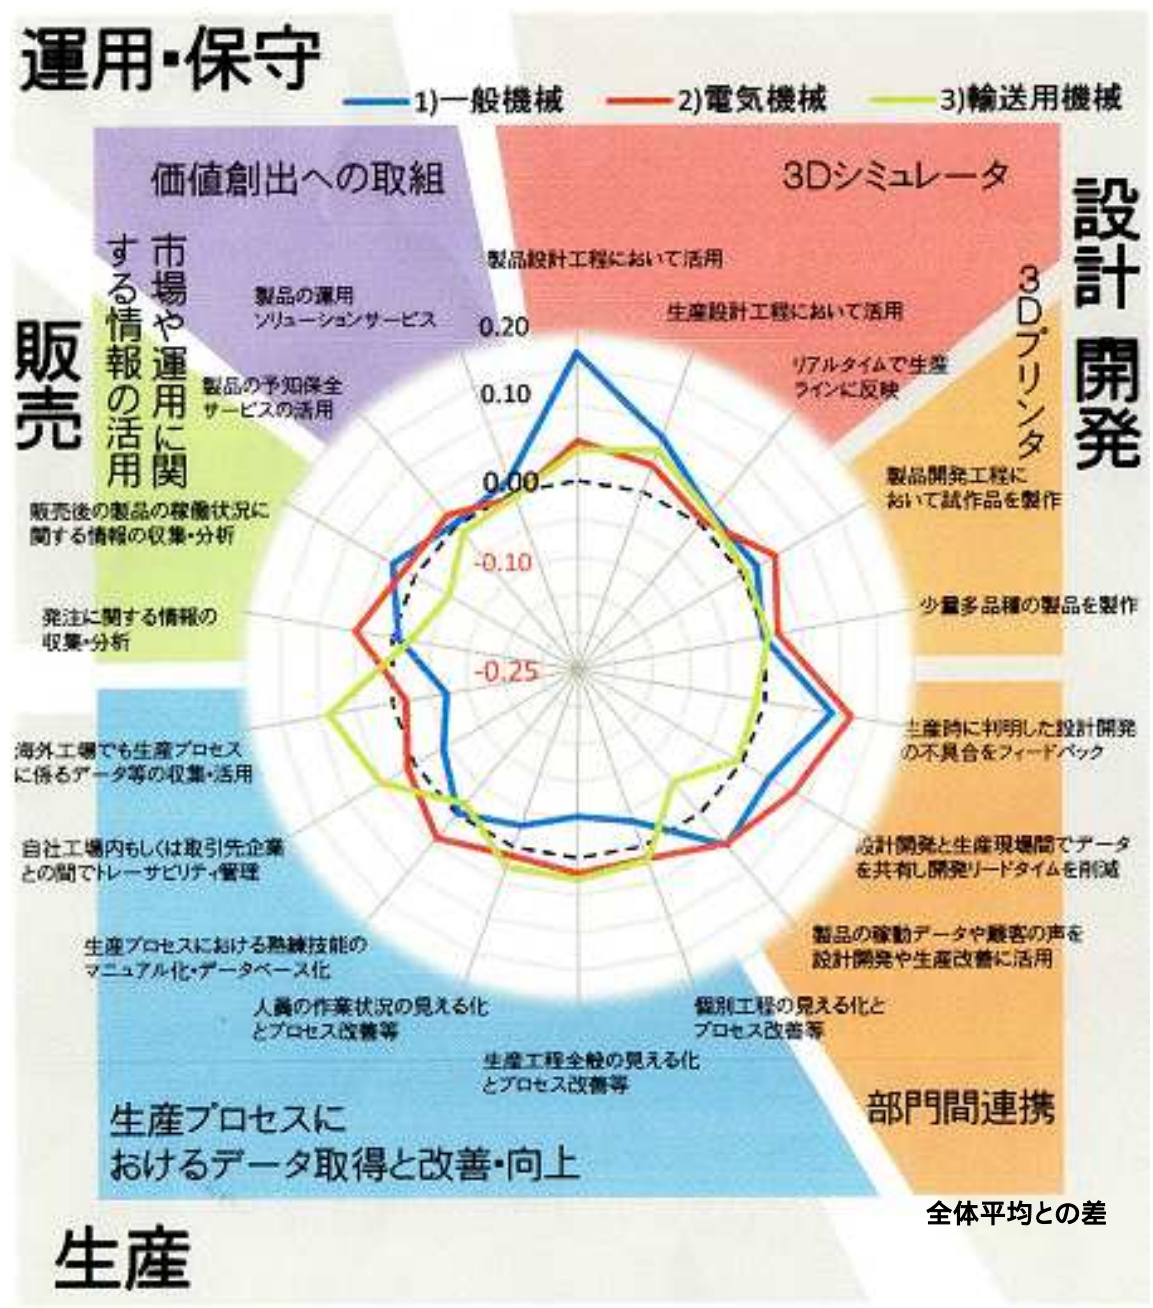 運用・保守
1)一般機械
2)電気機械
3)輸送用機械
価値創出への取組
3Dシミュレータ
設計 開発
市場や運用に関
する情報の活用
3Dプリンタ
販売
製品設計工程において活用
生産設計工程において活用
製品の運用
ソリューションサービス
リアルタイムで生産
ラインに反映
製品の予知保全
サービスの活用
0.20
0.10
0.00
-0.10
-0.25
製品開発工程に
おいて試作品を製作
販売後の製品の稼働状況に
関する情報の収集・分析
少量多品種の製品を製作
発注に関する情報の
収集・分析
生産時に判明した設計開発
の不具合をフィードバック
海外工場でも生産プロセス
に係るデータ等の収集・活用
設計開発と生産現場間でデータ
を共有し開発リードタイムを削減
自社工場内もしくは取引先企業
との間でトレーサビリティ管理
製品の稼動データや顧客の声を
設計開発や生産改善に活用
生産プロセスにおける熟練技能の
マニュアル化・データベース化
人員の作業状況の見える化
とプロセス改善等
個別工程の見える化と
プロセス改善等
生産工程全般の見える化
とプロセス改善等
部門間連携
生産プロセスに
おけるデータ取得と改善・向上
全体平均との差
生産